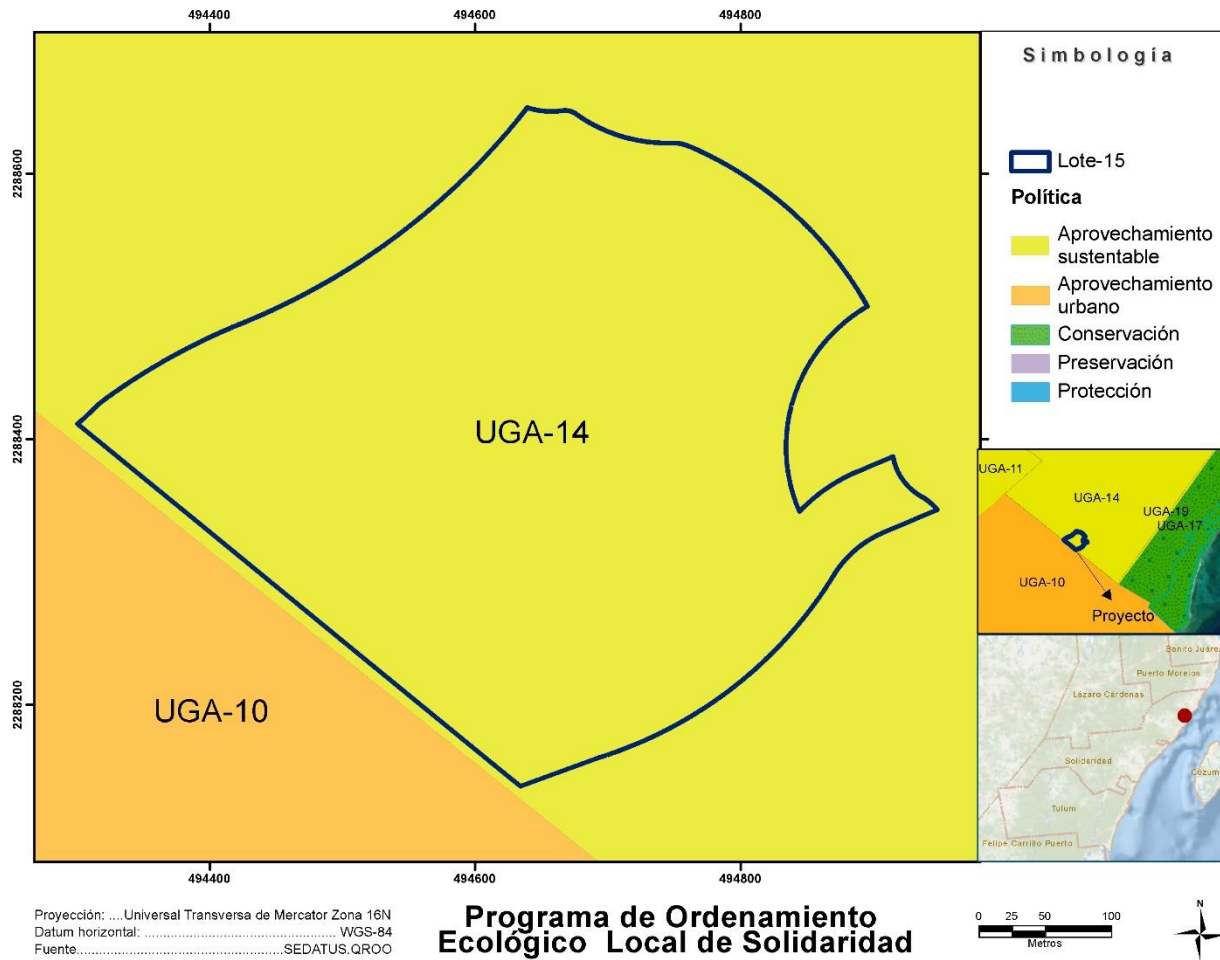 494400
494600
494800
2288600
2288400
2288200
UGA-14
UGA-10
494400
494600
494800
Simbología
Lote-15
Política
Aprovechamiento
sustentable
Aprovechamiento
urbano
Conservación
Preservación
Protección
UGA-11
UGA-14
UGA-19
UGA-17
UGA-10
Proyecto
Benito Juárez
Puerto Morelos
Lázaro Cárdenas
Solidaridad
Cozum
Tulum
Felipe Carrillo Puerto
Proyección: ....Universal Transversa de Mercator Zona 16N
Datum horizontal: ................................................ WGS-84
Fuente......................................................SEDATUS.QROO
Programa de Ordenamiento
Ecológico Local de Solidaridad
0 25 50 100
Metros
N